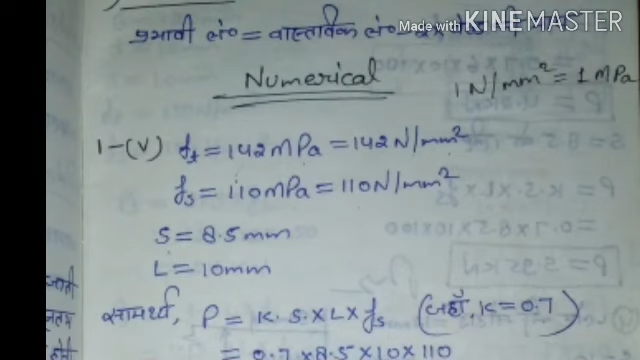 Made with KINEMASTER
प्रभावी लं० = वास्तविक लं० -
Numerical
1 N/mm² = 1 MPa
1-(V) ft = 142 mPa = 142 N/mm²
fs = 110 mPa = 110 N/mm²
S = 8.5 mm
L = 10 mm
सामर्थ्य, P = K. S. × L × fs (जहाँ, K = 0.7)
= 0.7 × 8.5 × 10 × 110